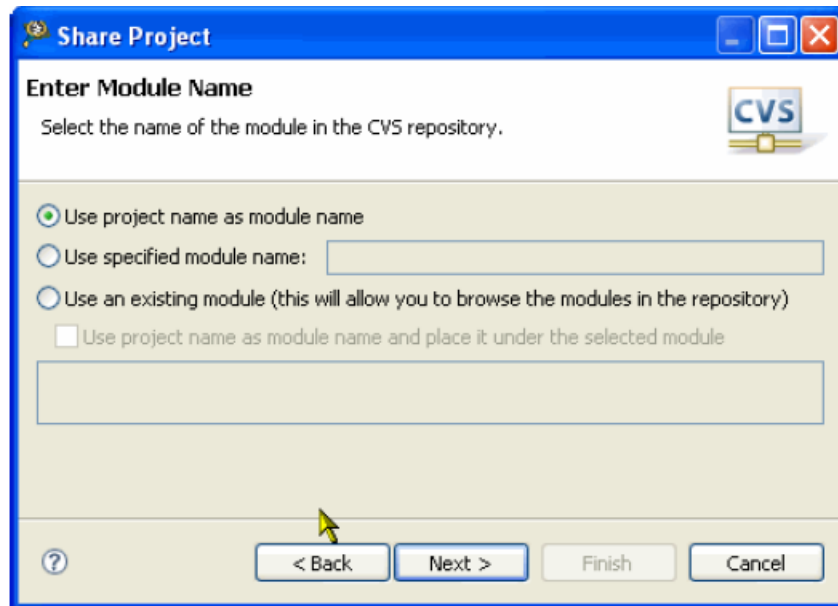 Share Project
Enter Module Name
Select the name of the module in the CVS repository.
CVS
Use project name as module name
Use specified module name:
Use an existing module (this will allow you to browse the modules in the repository)
Use project name as module name and place it under the selected module
? < Back Next > Finish Cancel